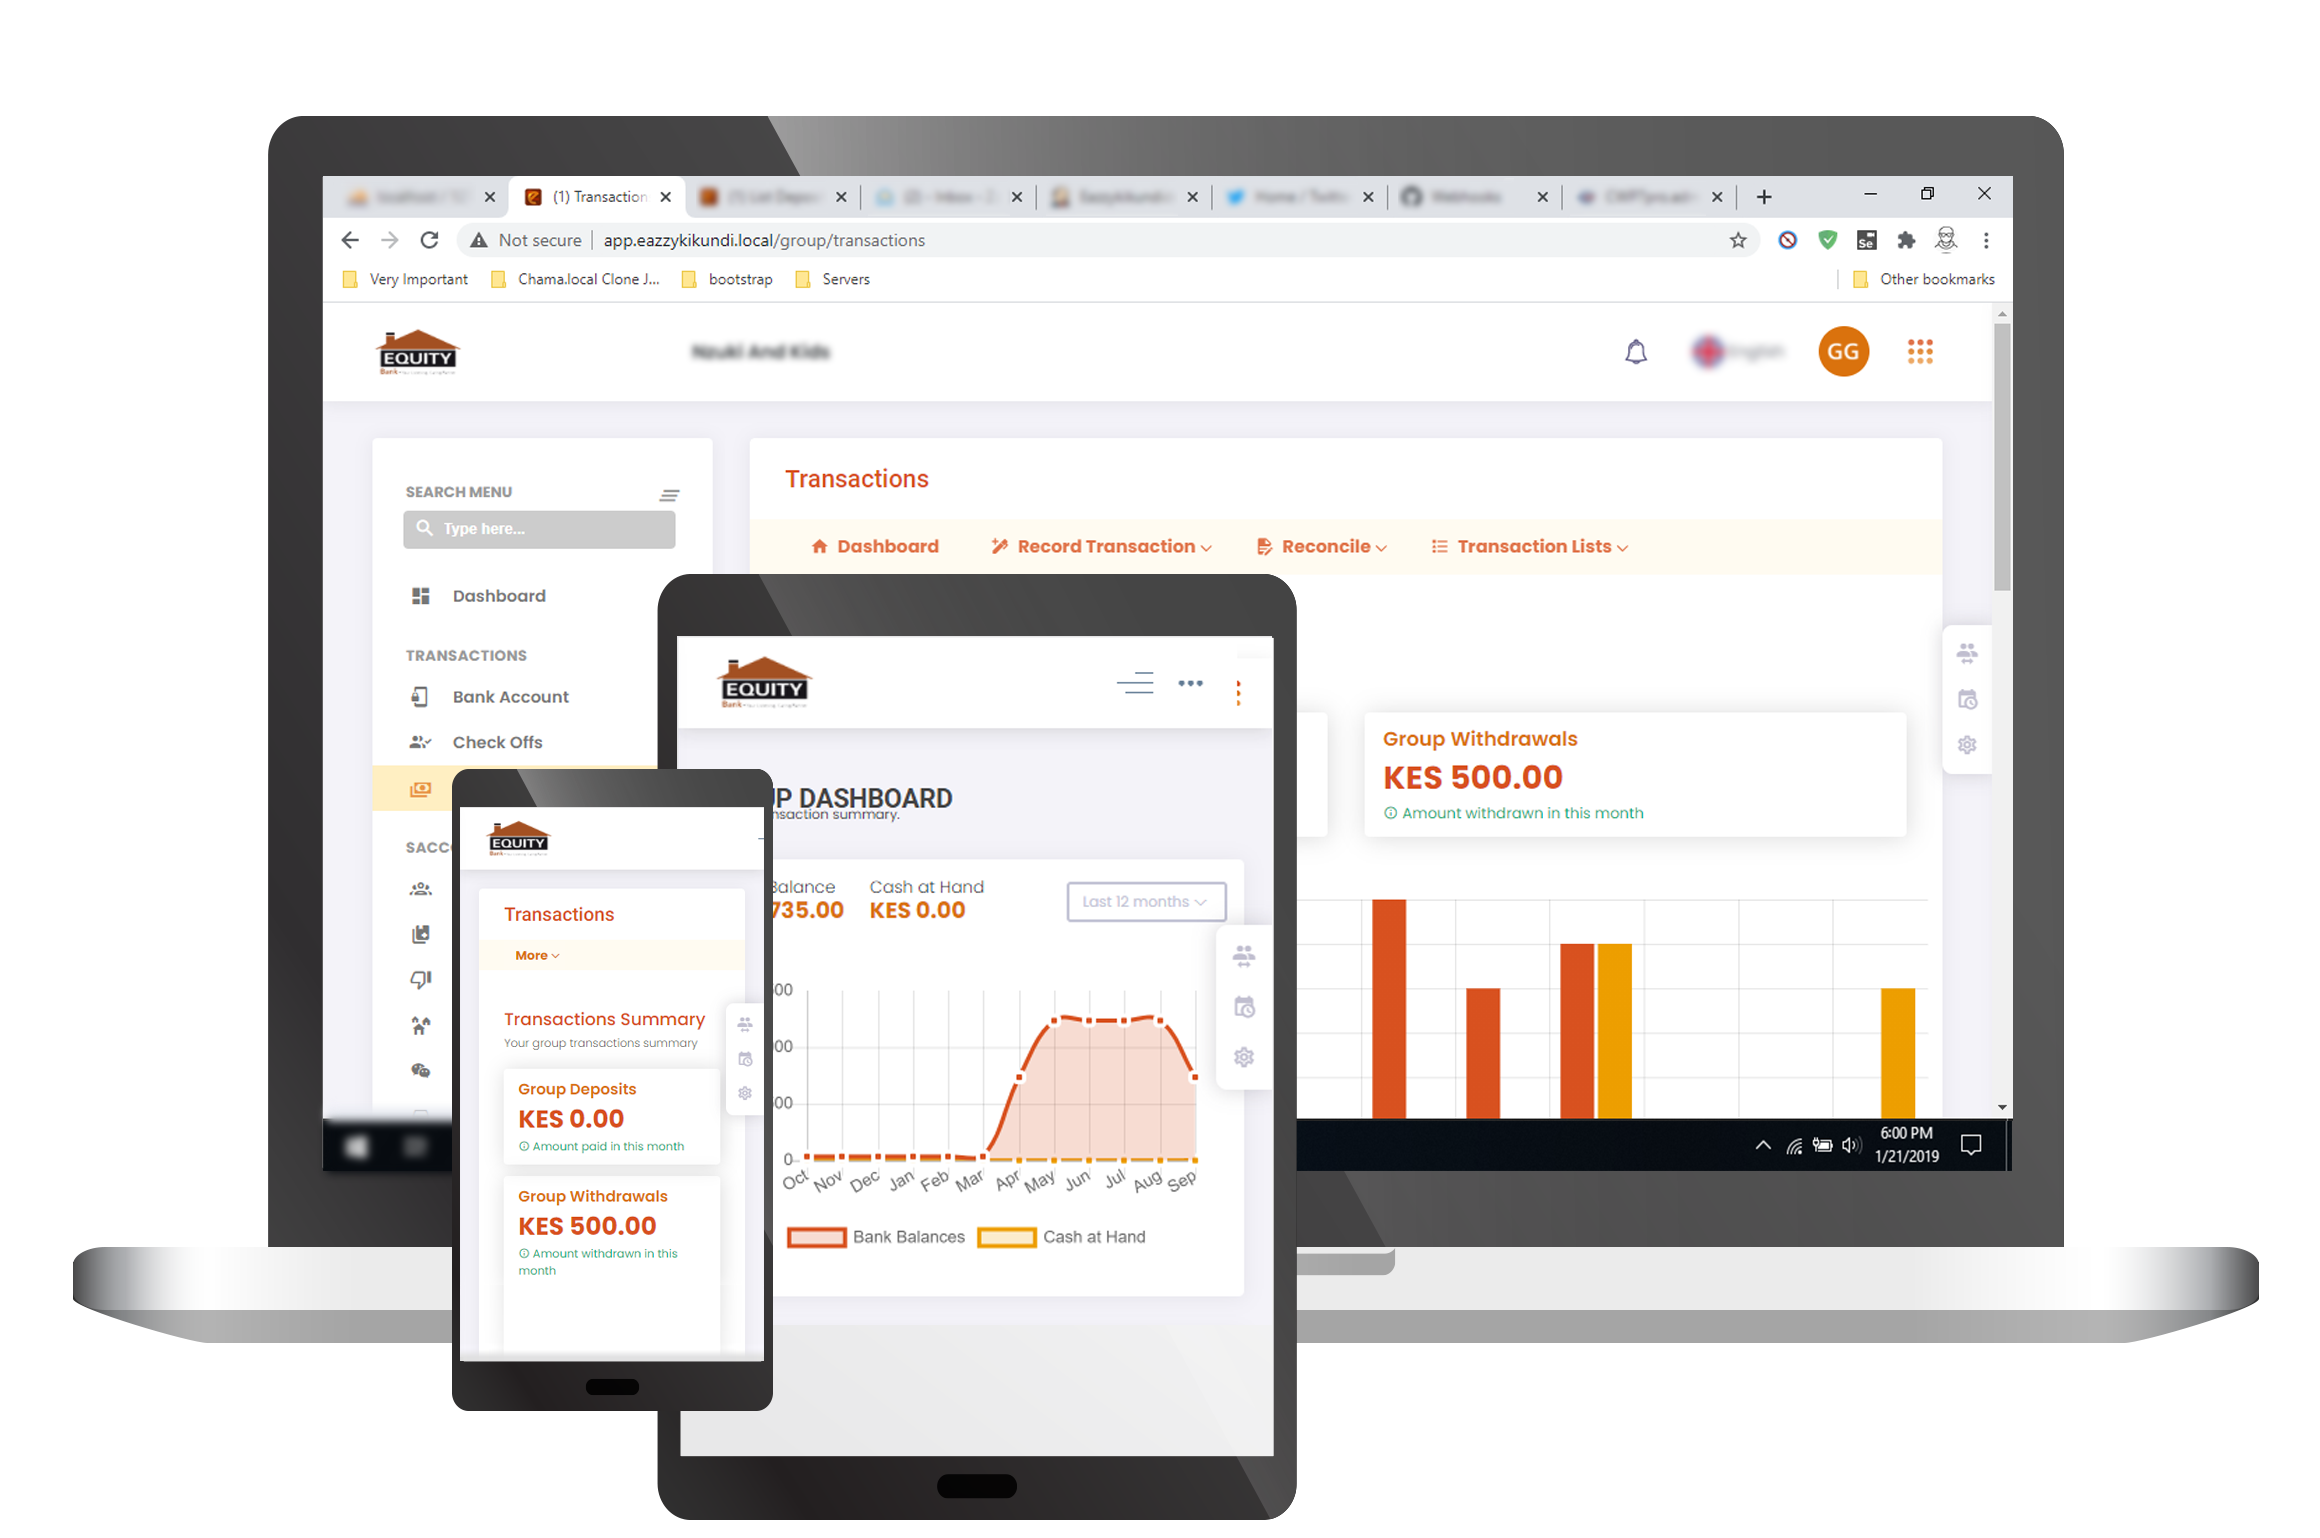 (1) Transaction
Not secure
app.eazzykikundi.local/group/transactions
Se
Very Important
Chama.local Clone J...
bootstrap
Servers
Other bookmarks
EQUITY
Bank
GG
SEARCH MENU
Type here...
Dashboard
TRANSACTIONS
Bank Account
Check Offs
SACC
Transactions
Dashboard
Record Transaction
Reconcile
Transaction Lists
Group Withdrawals
KES 500.00
Amount withdrawn in this month
6:00 PM
1/21/2019
EQUITY
Bank
UP DASHBOARD
nsaction summary.
Balance
735.00
Cash at Hand
KES 0.00
Last 12 months
00
00
00
0
Oct
Nov
Dec
Jan
Feb
Mar
Apr
May
Jun
Jul
Aug
Sep
Bank Balances
Cash at Hand
EQUITY
Bank
Transactions
More
Transactions Summary
Your group transactions summary
Group Deposits
KES 0.00
Amount paid in this month
Group Withdrawals
KES 500.00
Amount withdrawn in this
month